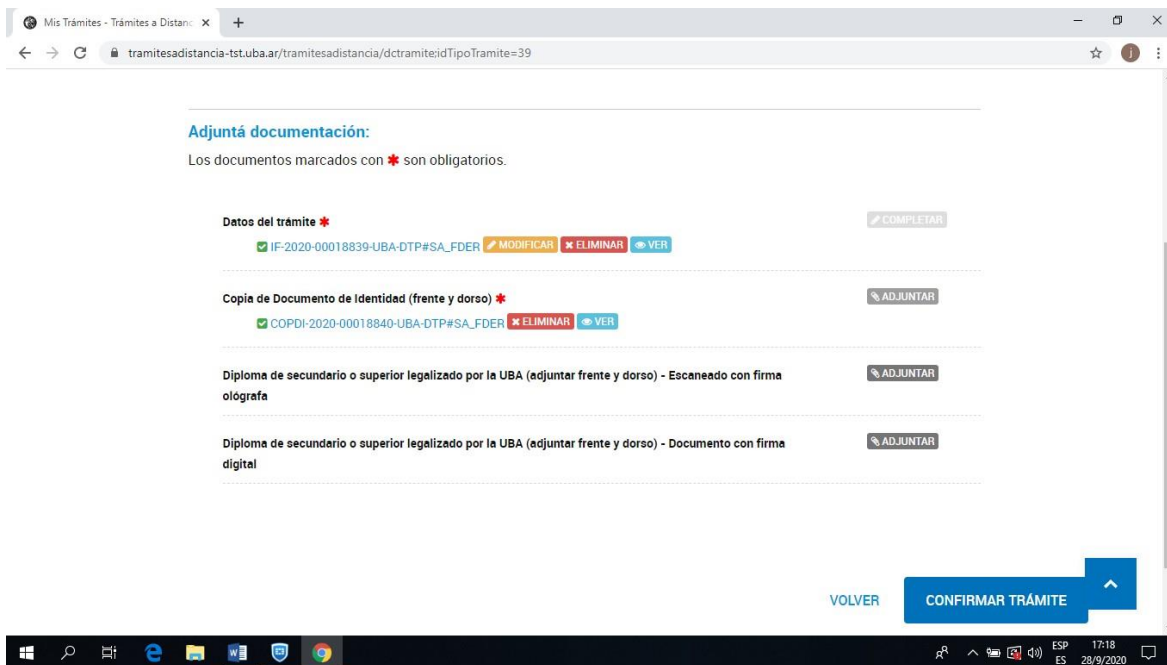 Mis Trámites - Trámites a Distanc
tramitesadistancia-tst.uba.ar/tramitesadistancia/dctramite;idTipoTramite=39
j
Adjuntá documentación:
Los documentos marcados con * son obligatorios.
Datos del trámite *
COMPLETAR
IF-2020-00018839-UBA-DTP#SA_FDER MODIFICAR ELIMINAR VER
Copia de Documento de Identidad (frente y dorso) *
ADJUNTAR
COPDI-2020-00018840-UBA-DTP#SA_FDER ELIMINAR VER
Diploma de secundario o superior legalizado por la UBA (adjuntar frente y dorso) - Escaneado con firma
ológrafa
ADJUNTAR
Diploma de secundario o superior legalizado por la UBA (adjuntar frente y dorso) - Documento con firma
digital
ADJUNTAR
VOLVER
CONFIRMAR TRÁMITE
ESP
ES
17:18
28/9/2020